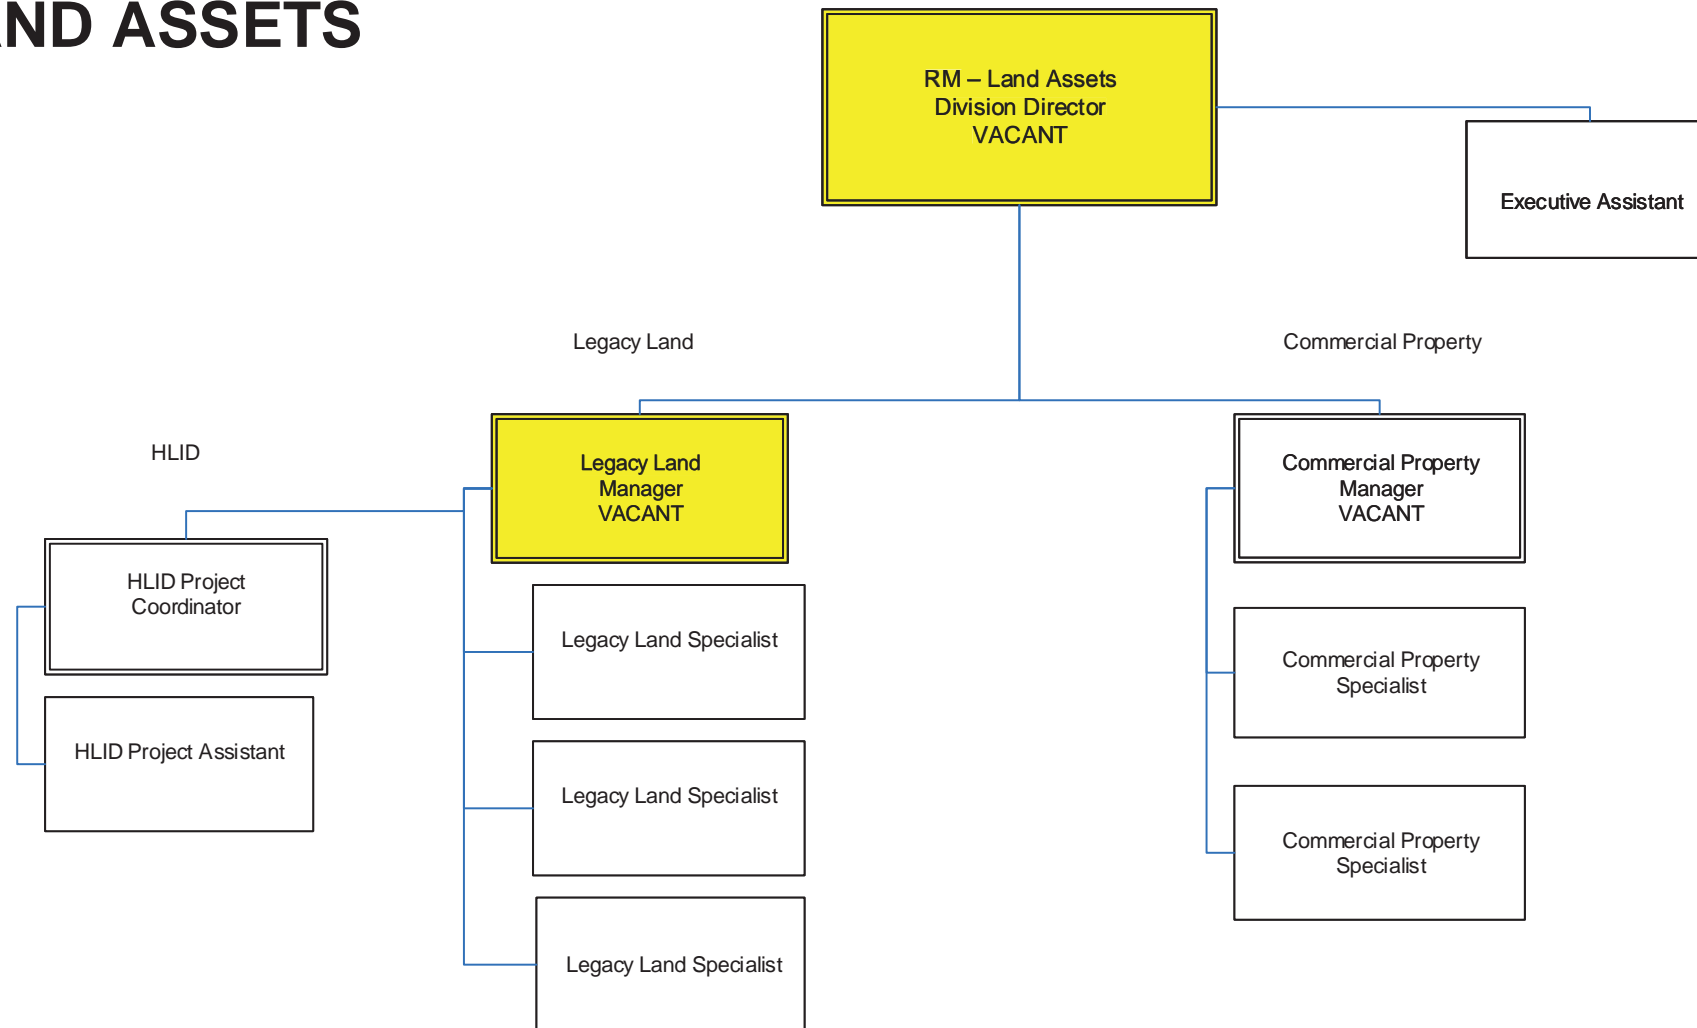 ND ASSETS
RM – Land Assets
Division Director
VACANT
Executive Assistant
Legacy Land
Commercial Property
HLID
Legacy Land
Manager
VACANT
Commercial Property
Manager
VACANT
HLID Project
Coordinator
Legacy Land Specialist
Commercial Property
Specialist
HLID Project Assistant
Legacy Land Specialist
Commercial Property
Specialist
Legacy Land Specialist